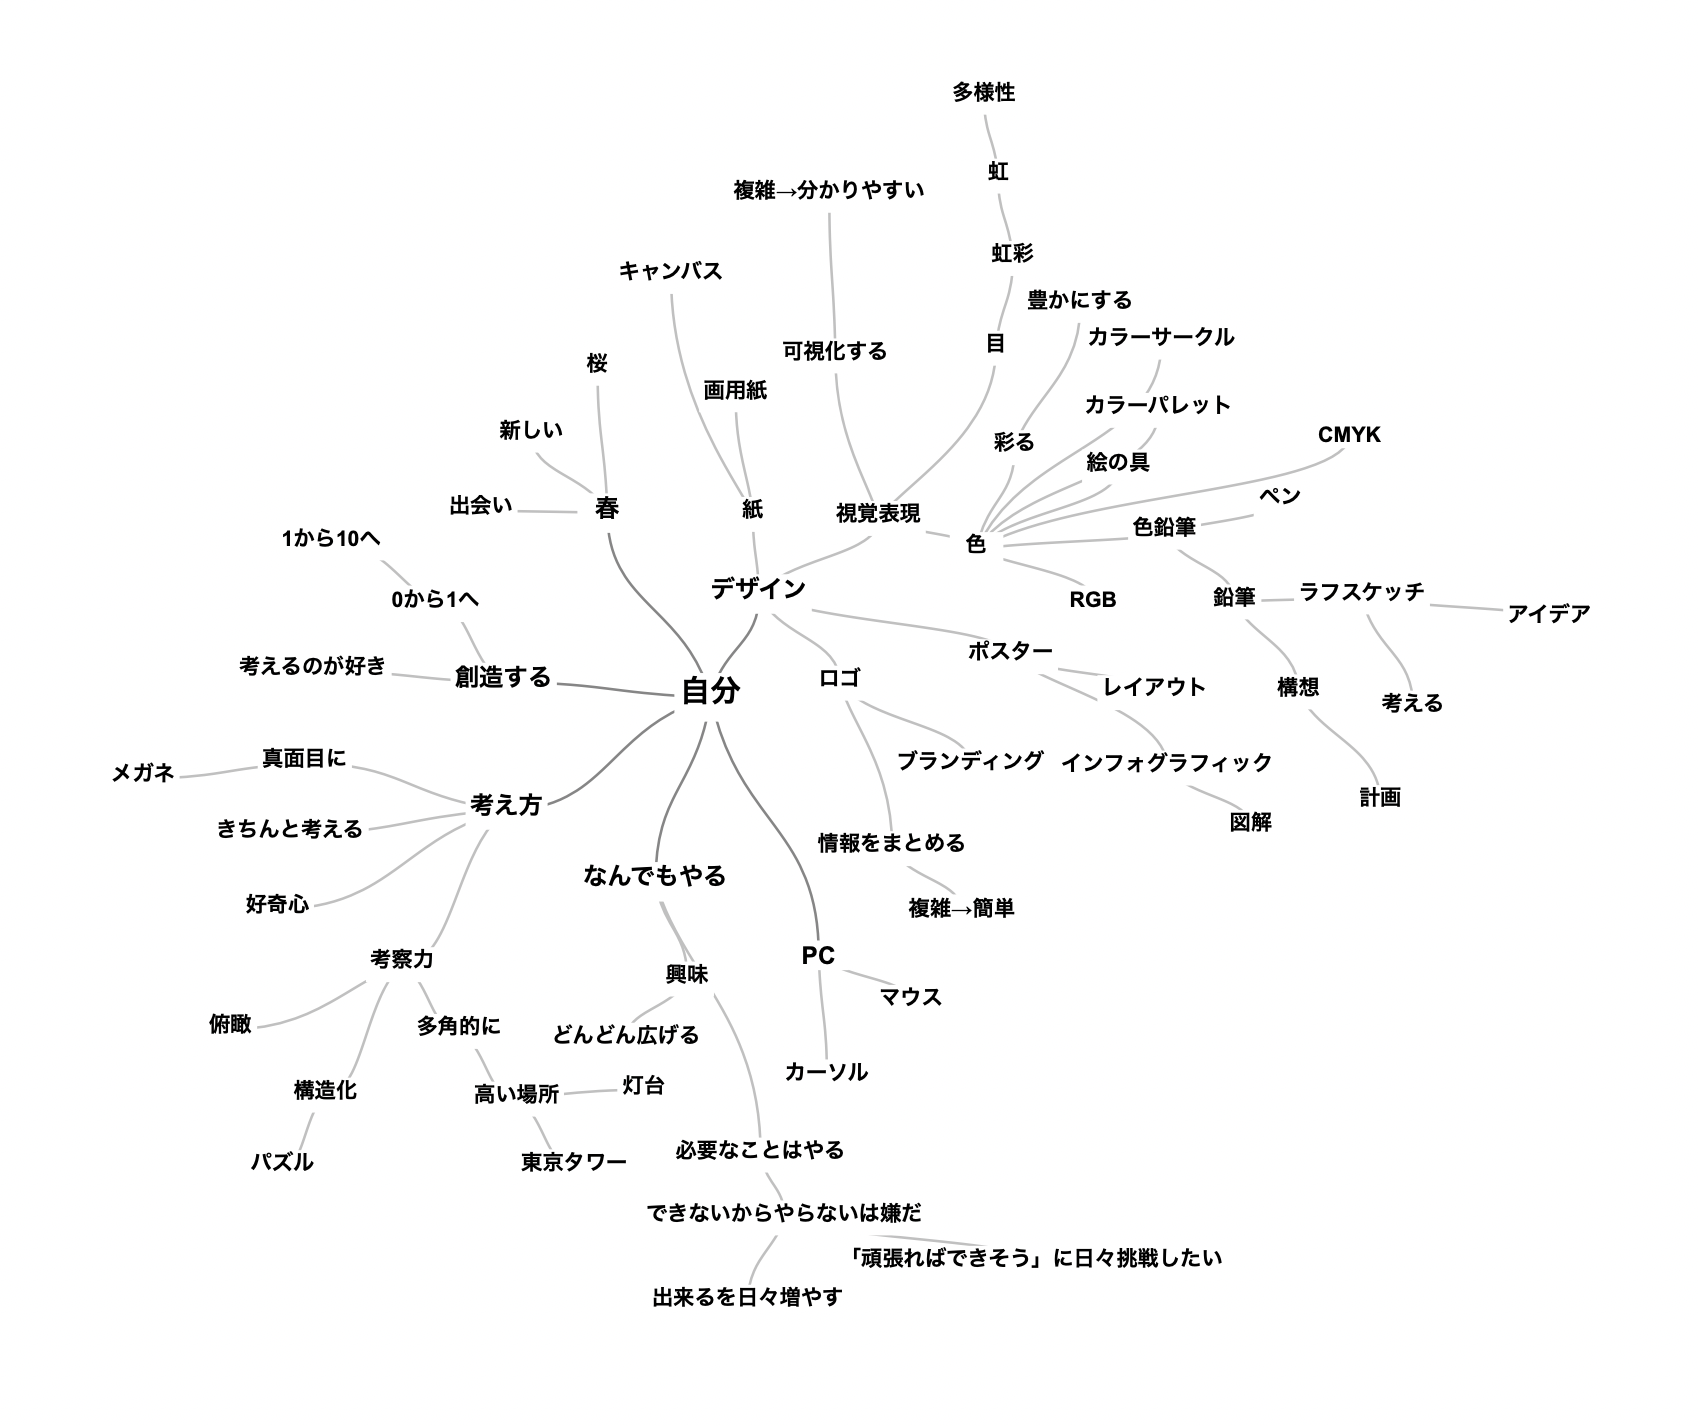 多様性
虹
複雑→分かりやすい
虹彩
キャンバス
豊かにする
カラーサークル
目
可視化する
桜
画用紙
カラーパレット
新しい
CMYK
彩る
絵の具
ペン
出会い
春
紙
視覚表現
色鉛筆
1から10へ
色
デザイン
0から1へ
RGB
鉛筆
ラフスケッチ
アイデア
ポスター
考えるのが好き
創造する
自分
ロゴ
レイアウト
構想
考える
メガネ
真面目に
ブランディング
インフォグラフィック
考え方
計画
きちんと考える
図解
情報をまとめる
なんでもやる
好奇心
複雑→簡単
考察力
PC
興味
マウス
俯瞰
多角的に
どんどん広げる
カーソル
構造化
高い場所
灯台
パズル
東京タワー
必要なことはやる
できないからやらないは嫌だ
「頑張ればできそう」に日々挑戦したい
出来るを日々増やす